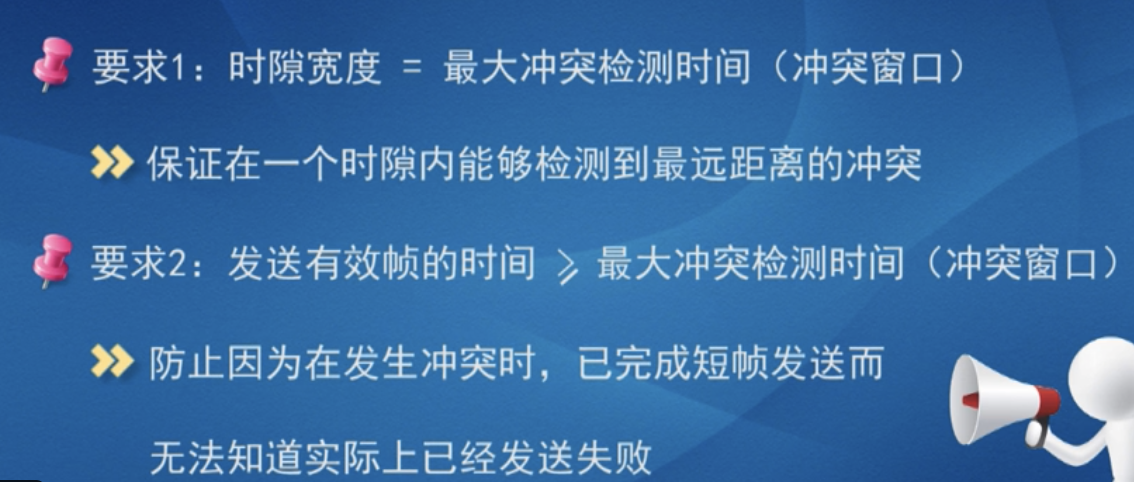 要求1：时隙宽度 = 最大冲突检测时间（冲突窗口）
保证在一个时隙内能够检测到最远距离的冲突
要求2：发送有效帧的时间 ⩾ 最大冲突检测时间（冲突窗口）
防止因为在发生冲突时，已完成短帧发送而
无法知道实际上已经发送失败